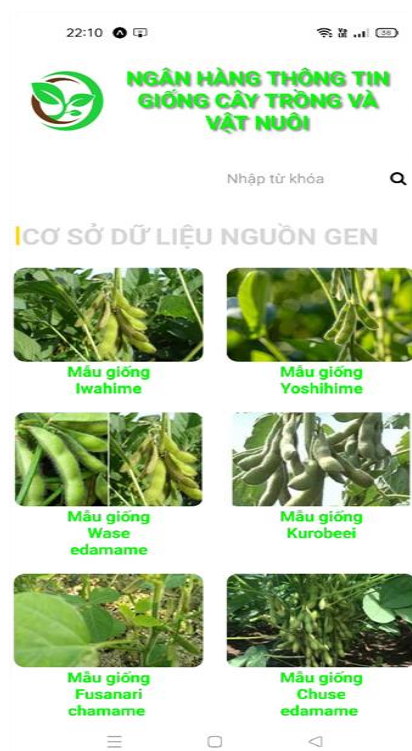 22:10
38
NGÂN HÀNG THÔNG TIN
GIỐNG CÂY TRỒNG VÀ
VẬT NUÔI
Nhập từ khóa
CƠ SỞ DỮ LIỆU NGUỒN GEN
Mẫu giống
Iwahime
Mẫu giống
Yoshihime
Mẫu giống
Wase
edamame
Mẫu giống
Kurobeei
Mẫu giống
Fusanari
chamame
Mẫu giống
Chuse
edamame